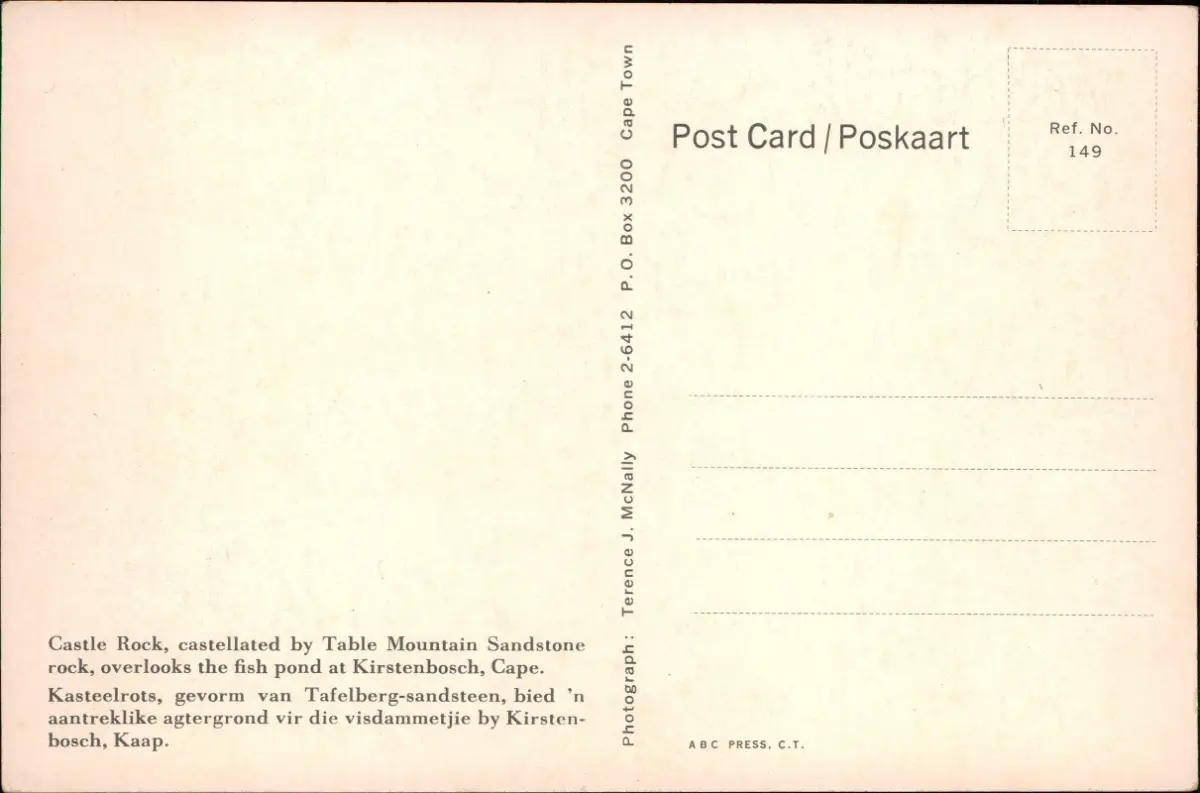 Castle Rock, castellated by Table Mountain Sandstone
rock, overlooks the fish pond at Kirstenbosch, Cape.
Kasteelrots, gevorm van Tafelberg-sandsteen, bied 'n
aantreklike agtergrond vir die visdammetjie by Kirsten-
bosch, Kaap.
Photograph: Terence J. McNally Phone 2-6412 P.O. Box 3200 Cape Town
Post Card / Poskaart
Ref. No.
149
ABC PRESS, C.T.